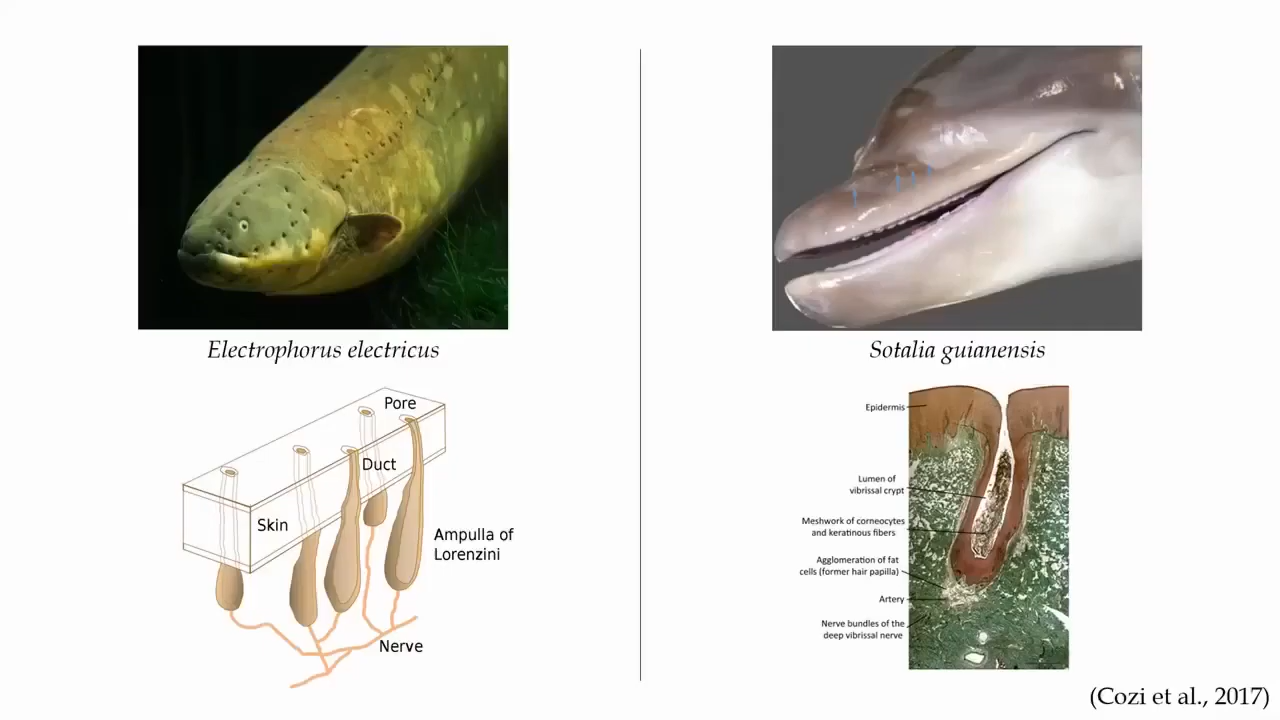 Electrophorus electricus
Pore
Duct
Skin
Ampulla of
Lorenzini
Nerve
Sotalia guianensis
Epidermis
Lumen of
vibrissal crypt
Meshwork of corneocytes
and keratinous fibers
Agglomeration of fat
cells (former hair papilla)
Artery
Nerve bundles of the
deep vibrissal nerve
(Cozi et al., 2017)